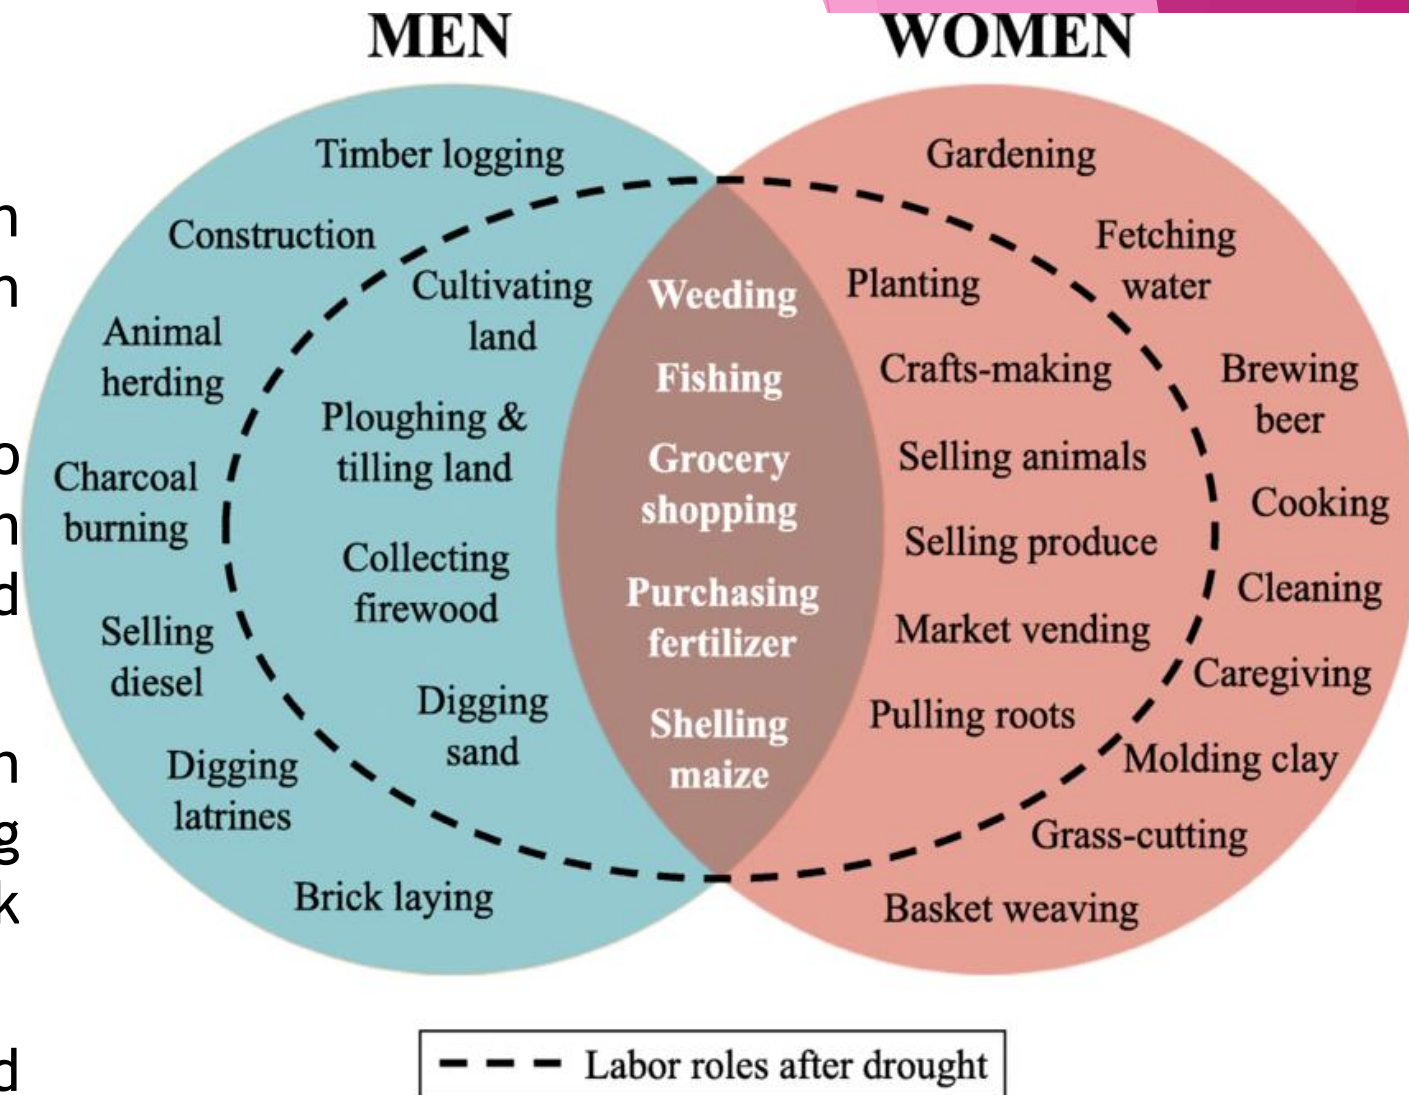 MEN
WOMEN
Timber logging
Construction
Animal
herding
Charcoal
burning
Selling
diesel
Digging
latrines
Brick laying
Cultivating
land
Ploughing &
tilling land
Collecting
firewood
Digging
sand
Weeding
Fishing
Grocery
shopping
Purchasing
fertilizer
Shelling
maize
Planting
Crafts-making
Selling animals
Selling produce
Market vending
Pulling roots
Gardening
Fetching
water
Brewing
beer
Cooking
Cleaning
Caregiving
Molding clay
Grass-cutting
Basket weaving
Labor roles after drought